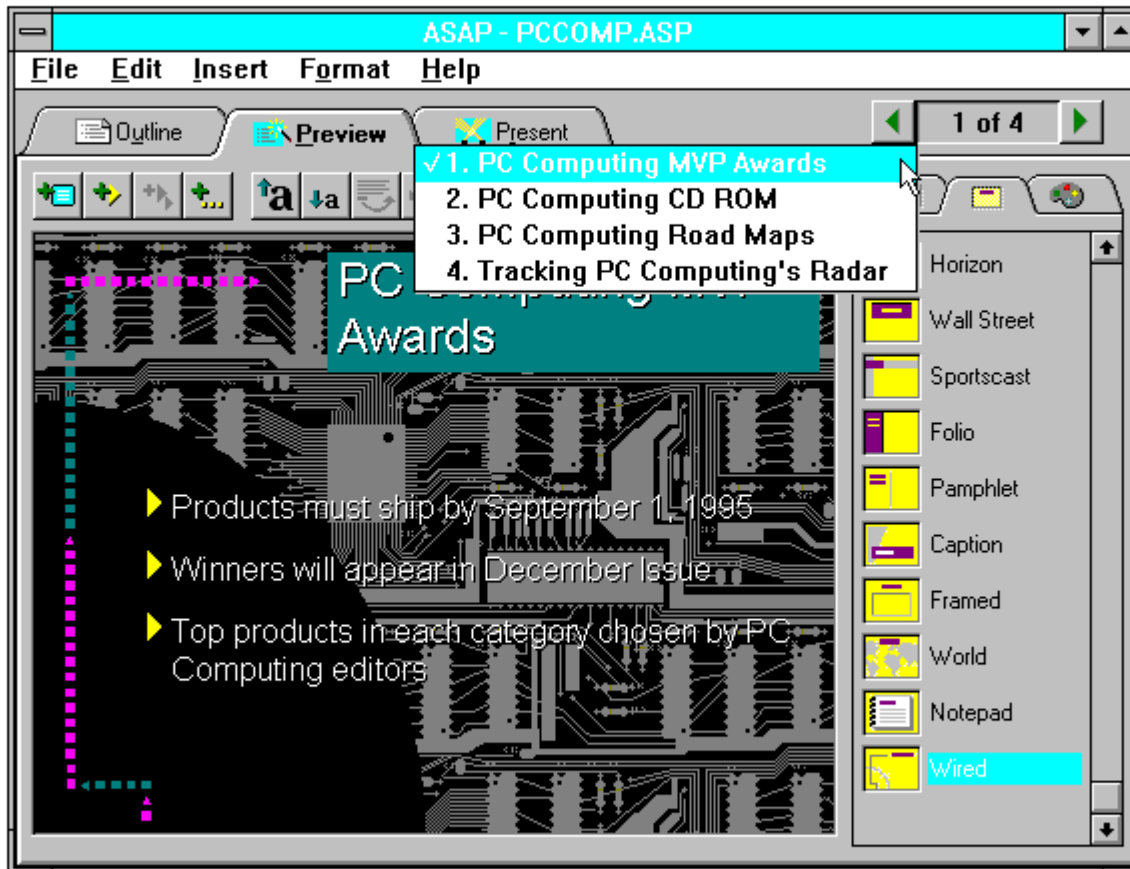 ASAP - PCCOMP.ASP
File Edit Insert Format Help
Outline Preview Present 1 of 4
✓1. PC Computing MVP Awards
2. PC Computing CD ROM
3. PC Computing Road Maps
4. Tracking PC Computing's Radar
a a
PC Computing MVP
Awards
Products must ship by September 1, 1995
Winners will appear in December Issue
Top products in each category chosen by PC
Computing editors
Horizon
Wall Street
Sportscast
Folio
Pamphlet
Caption
Framed
World
Notepad
Wired